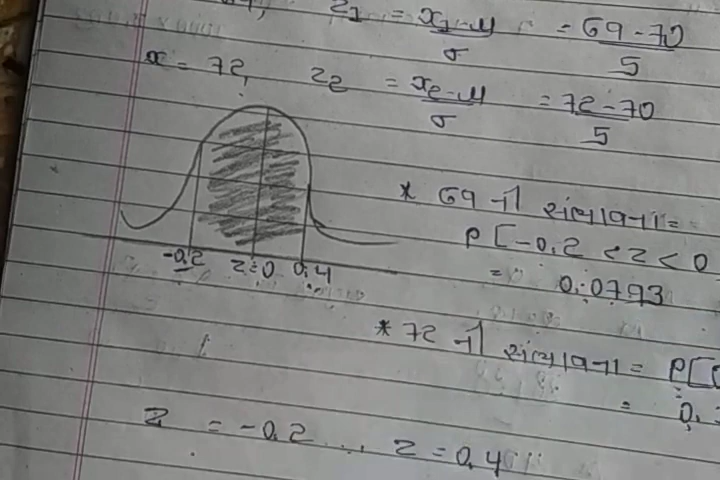 z₁ = x₁-μ/σ = 69-70/5
x = 72, z₂ = x₂-μ/σ = 72-70/5
-0.2 z=0 0.4
* 69 ની સંભાવના =
P[-0.2 < z < 0
= 0.0793
* 72 ની સંભાવના = P[
= 0.
z = -0.2 ... z = 0.4